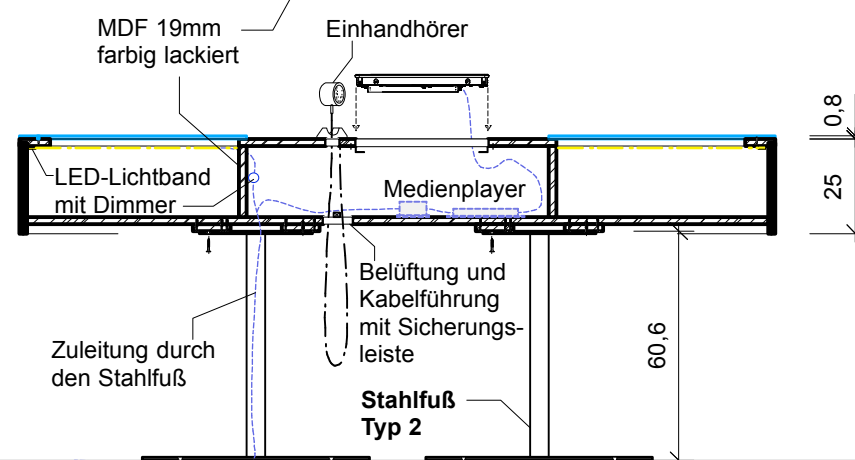 MDF 19mm
farbig lackiert
Einhandhörer
0,8
LED-Lichtband
mit Dimmer
Medienplayer
25
Belüftung und
Kabelführung
mit Sicherungs-
leiste
Zuleitung durch
den Stahlfuß
60,6
Stahlfuß
Typ 2